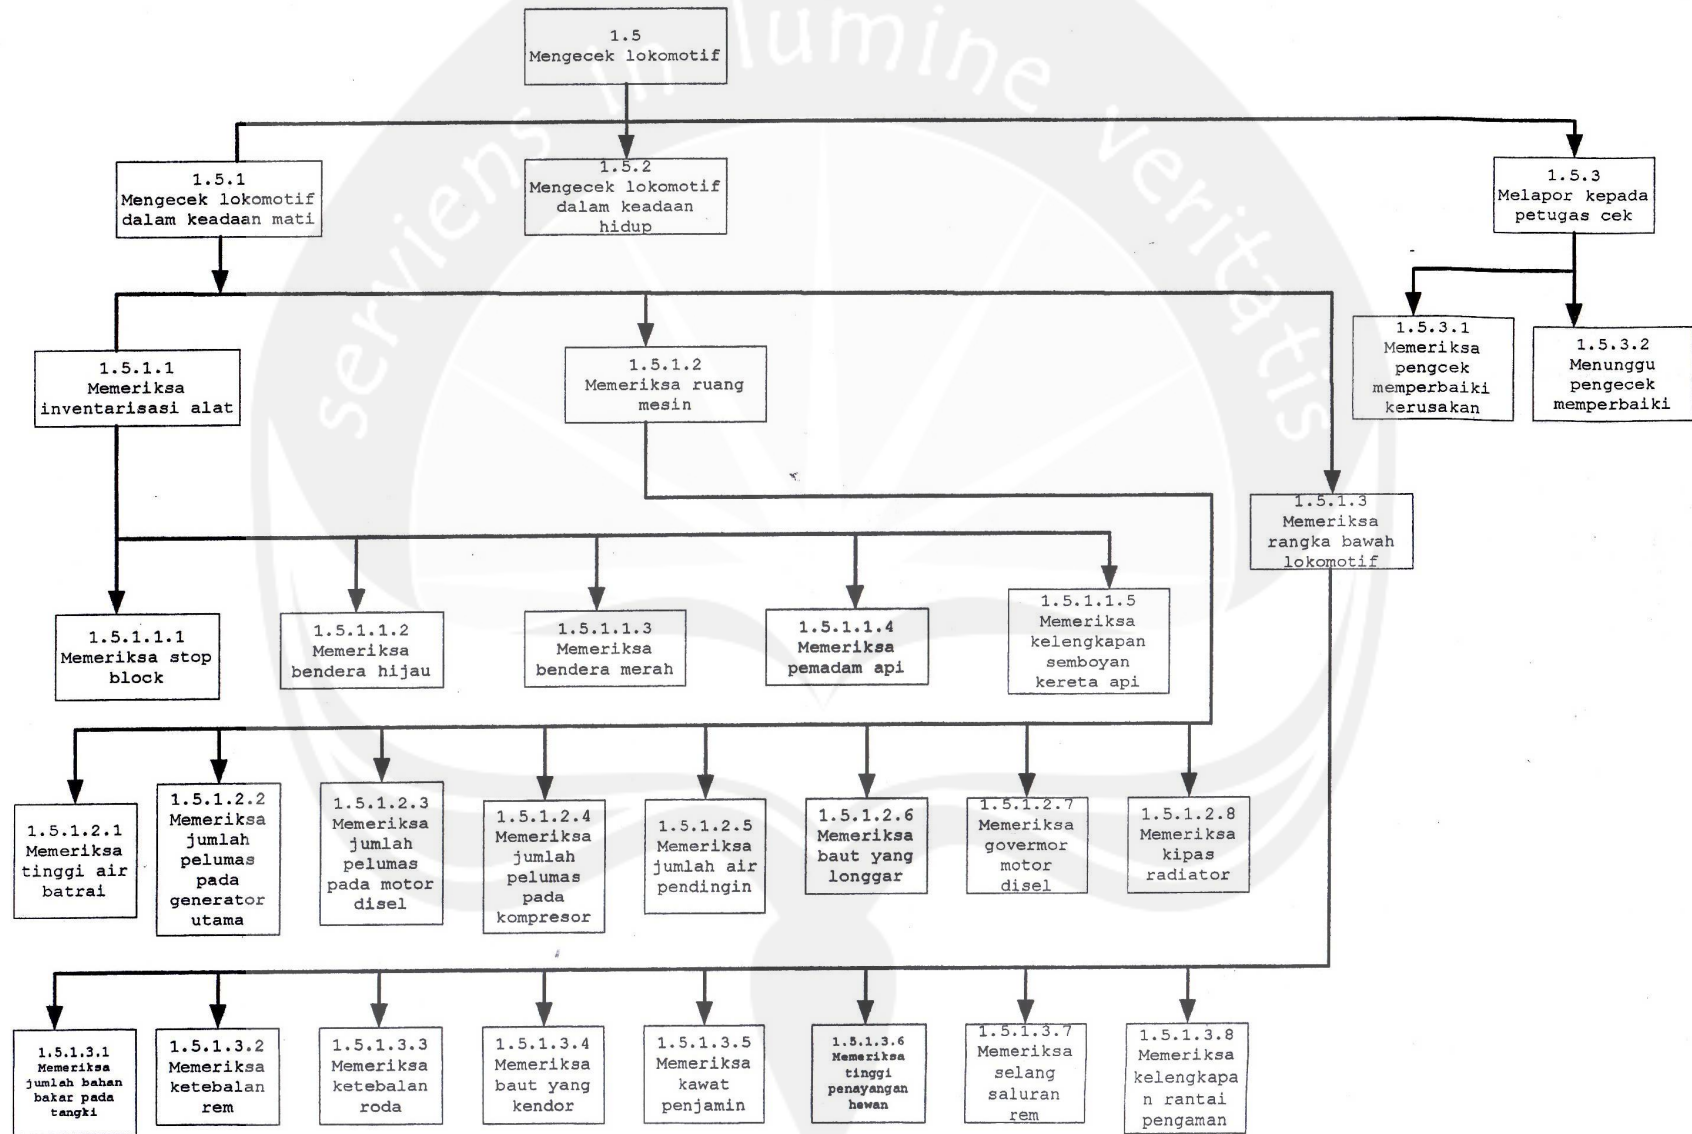 serviens in lumine veritatis
1.5
Mengecek lokomotif
1.5.1
Mengecek lokomotif
dalam keadaan mati
1.5.2
Mengecek lokomotif
dalam keadaan
hidup
1.5.3
Melapor kepada
petugas cek
1.5.1.1
Memeriksa
inventarisasi alat
1.5.1.2
Memeriksa ruang
mesin
1.5.3.1
Memeriksa
pengcek
memperbaiki
kerusakan
1.5.3.2
Menunggu
pengecek
memperbaiki
1.5.1.3
Memeriksa
rangka bawah
lokomotif
1.5.1.1.1
Memeriksa stop
block
1.5.1.1.2
Memeriksa
bendera hijau
1.5.1.1.3
Memeriksa
bendera merah
1.5.1.1.4
Memeriksa
pemadam api
1.5.1.1.5
Memeriksa
kelengkapan
semboyan
kereta api
1.5.1.2.1
Memeriksa
tinggi air
batrai
1.5.1.2.2
Memeriksa
jumlah
pelumas
pada
generator
utama
1.5.1.2.3
Memeriksa
jumlah
pelumas
pada motor
disel
1.5.1.2.4
Memeriksa
jumlah
pelumas
pada
kompresor
1.5.1.2.5
Memeriksa
jumlah air
pendingin
1.5.1.2.6
Memeriksa
baut yang
longgar
1.5.1.2.7
Memeriksa
govermor
motor
disel
1.5.1.2.8
Memeriksa
kipas
radiator
1.5.1.3.1
Memeriksa
jumlah bahan
bakar pada
tangki
1.5.1.3.2
Memeriksa
ketebalan
rem
1.5.1.3.3
Memeriksa
ketebalan
roda
1.5.1.3.4
Memeriksa
baut yang
kendor
1.5.1.3.5
Memeriksa
kawat
penjamin
1.5.1.3.6
Memeriksa
tinggi
penayangan
hewan
1.5.1.3.7
Memeriksa
selang
saluran
rem
1.5.1.3.8
Memeriksa
kelengkapa
n rantai
pengaman